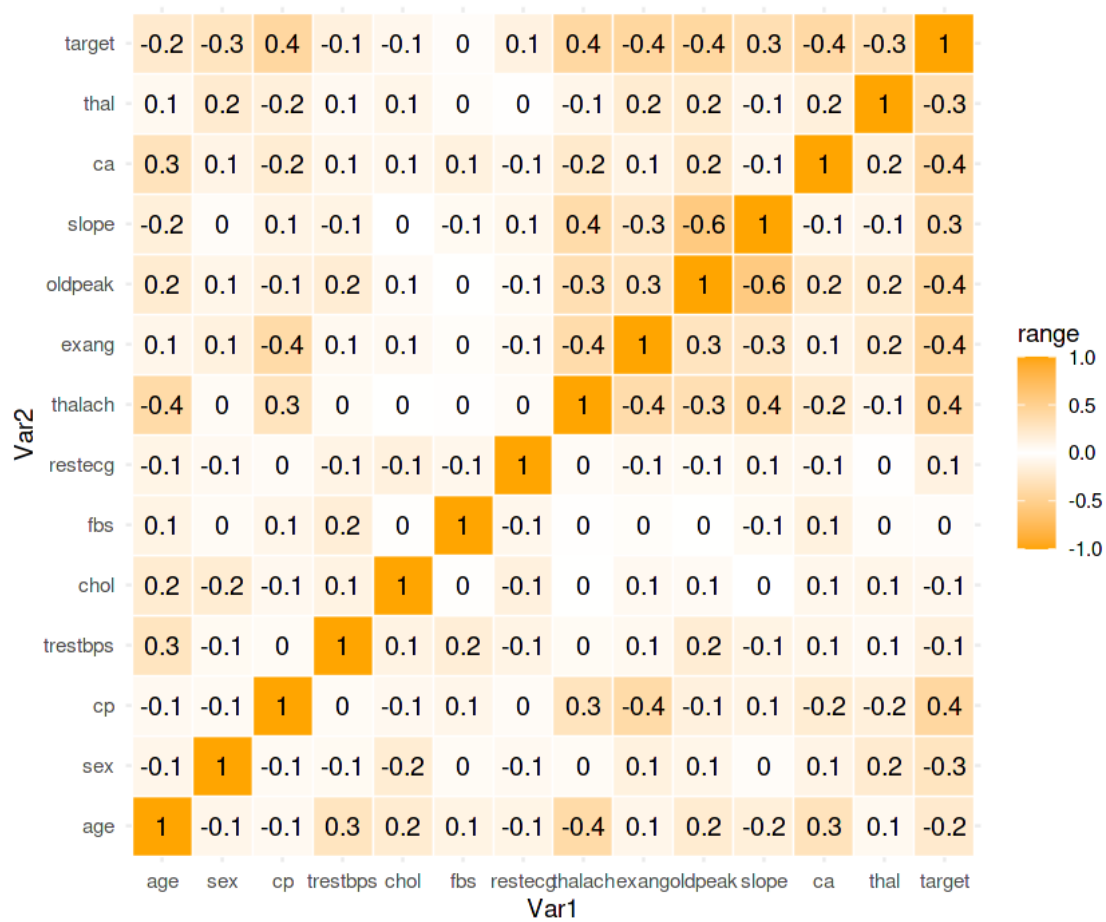 target -0.2 -0.3 0.4 -0.1 -0.1 0 0.1 0.4 -0.4 -0.4 0.3 -0.4 -0.3 1
thal 0.1 0.2 -0.2 0.1 0.1 0 0 -0.1 0.2 0.2 -0.1 0.2 1 -0.3
ca 0.3 0.1 -0.2 0.1 0.1 0.1 -0.1 -0.2 0.1 0.2 -0.1 1 0.2 -0.4
slope -0.2 0 0.1 -0.1 0 -0.1 0.1 0.4 -0.3 -0.6 1 -0.1 -0.1 0.3
oldpeak 0.2 0.1 -0.1 0.2 0.1 0 -0.1 -0.3 0.3 1 -0.6 0.2 0.2 -0.4
exang 0.1 0.1 -0.4 0.1 0.1 0 -0.1 -0.4 1 0.3 -0.3 0.1 0.2 -0.4
thalach -0.4 0 0.3 0 0 0 0 1 -0.4 -0.3 0.4 -0.2 -0.1 0.4
restecg -0.1 -0.1 0 -0.1 -0.1 -0.1 1 0 -0.1 -0.1 0.1 -0.1 0 0.1
fbs 0.1 0 0.1 0.2 0 1 -0.1 0 0 0 -0.1 0.1 0 0
chol 0.2 -0.2 -0.1 0.1 1 0 -0.1 0 0.1 0.1 0 0.1 0.1 -0.1
trestbps 0.3 -0.1 0 1 0.1 0.2 -0.1 0 0.1 0.2 -0.1 0.1 0.1 -0.1
cp -0.1 -0.1 1 0 -0.1 0.1 0 0.3 -0.4 -0.1 0.1 -0.2 -0.2 0.4
sex -0.1 1 -0.1 -0.1 -0.2 0 -0.1 0 0.1 0.1 0 0.1 0.2 -0.3
age 1 -0.1 -0.1 0.3 0.2 0.1 -0.1 -0.4 0.1 0.2 -0.2 0.3 0.1 -0.2
age sex cp trestbps chol fbs restecg thalach exang oldpeak slope ca thal target
Var1
Var2
range
1.0
0.5
0.0
-0.5
-1.0